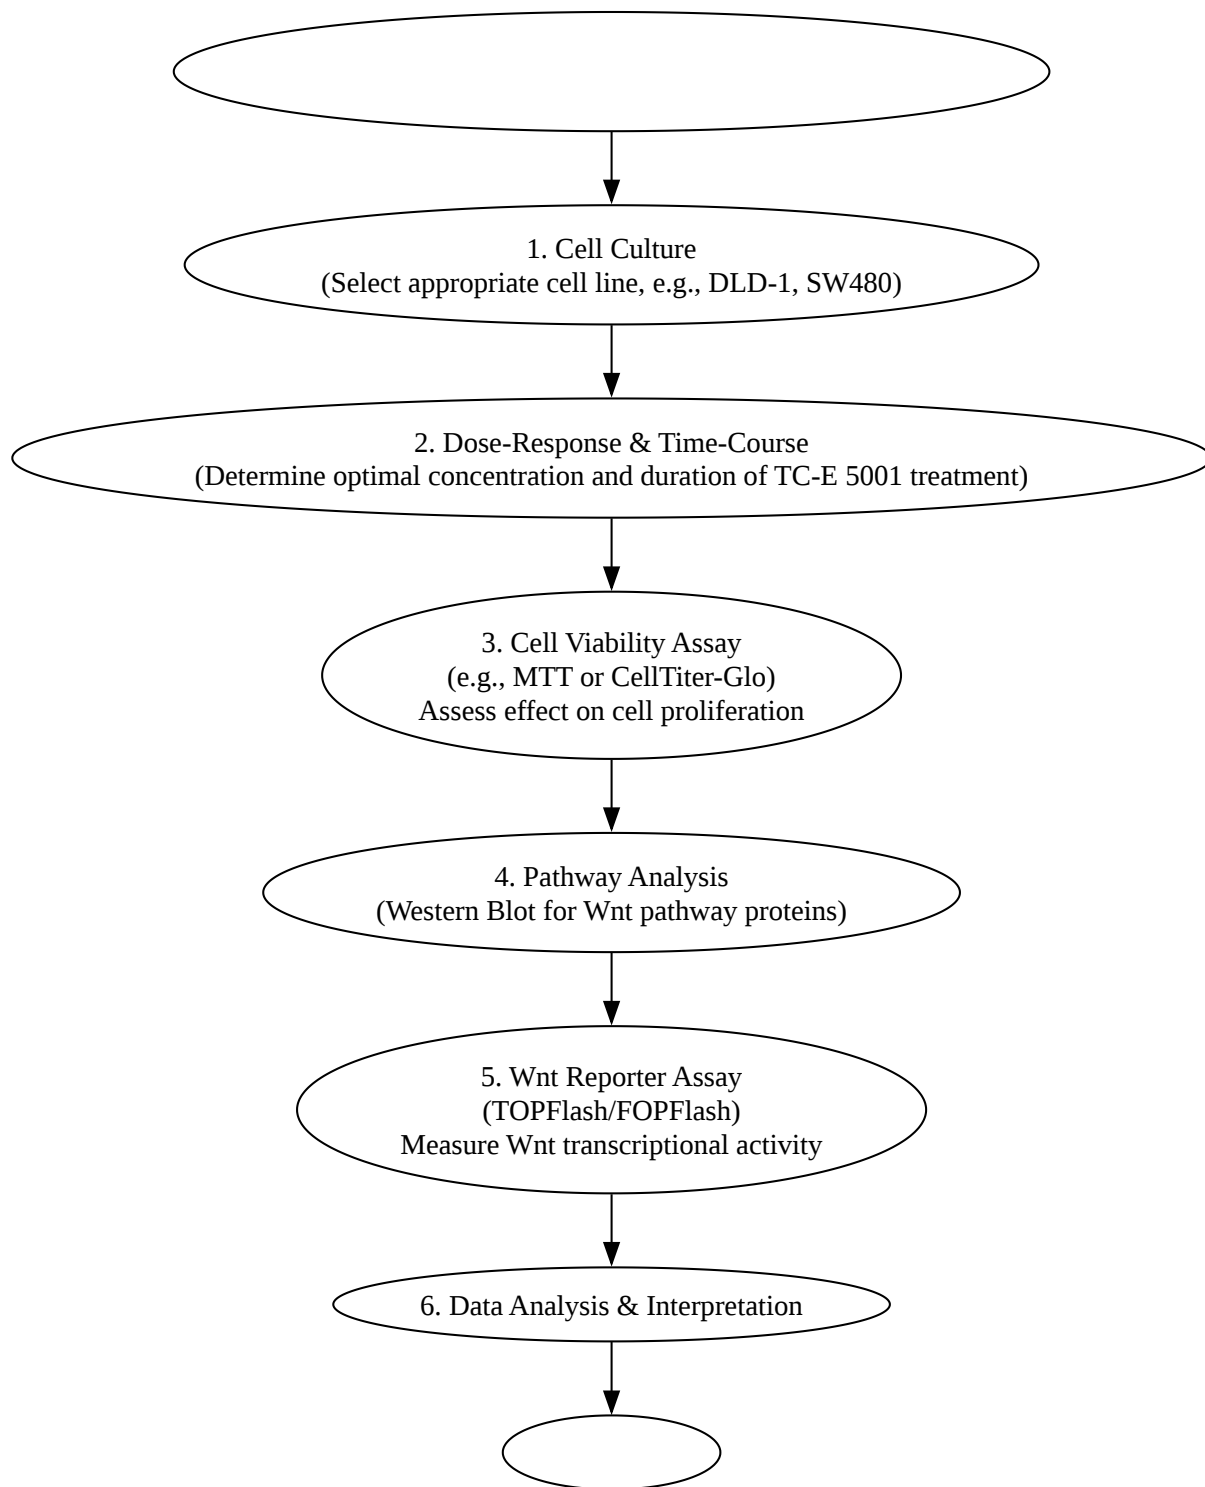 1. Cell Culture
(Select appropriate cell line, e.g., DLD-1, SW480)
2. Dose-Response & Time-Course
(Determine optimal concentration and duration of TC-E 5001 treatment)
3. Cell Viability Assay
(e.g., MTT or CellTiter-Glo)
Assess effect on cell proliferation
4. Pathway Analysis
(Western Blot for Wnt pathway proteins)
5. Wnt Reporter Assay
(TOPFlash/FOPFlash)
Measure Wnt transcriptional activity
6. Data Analysis & Interpretation